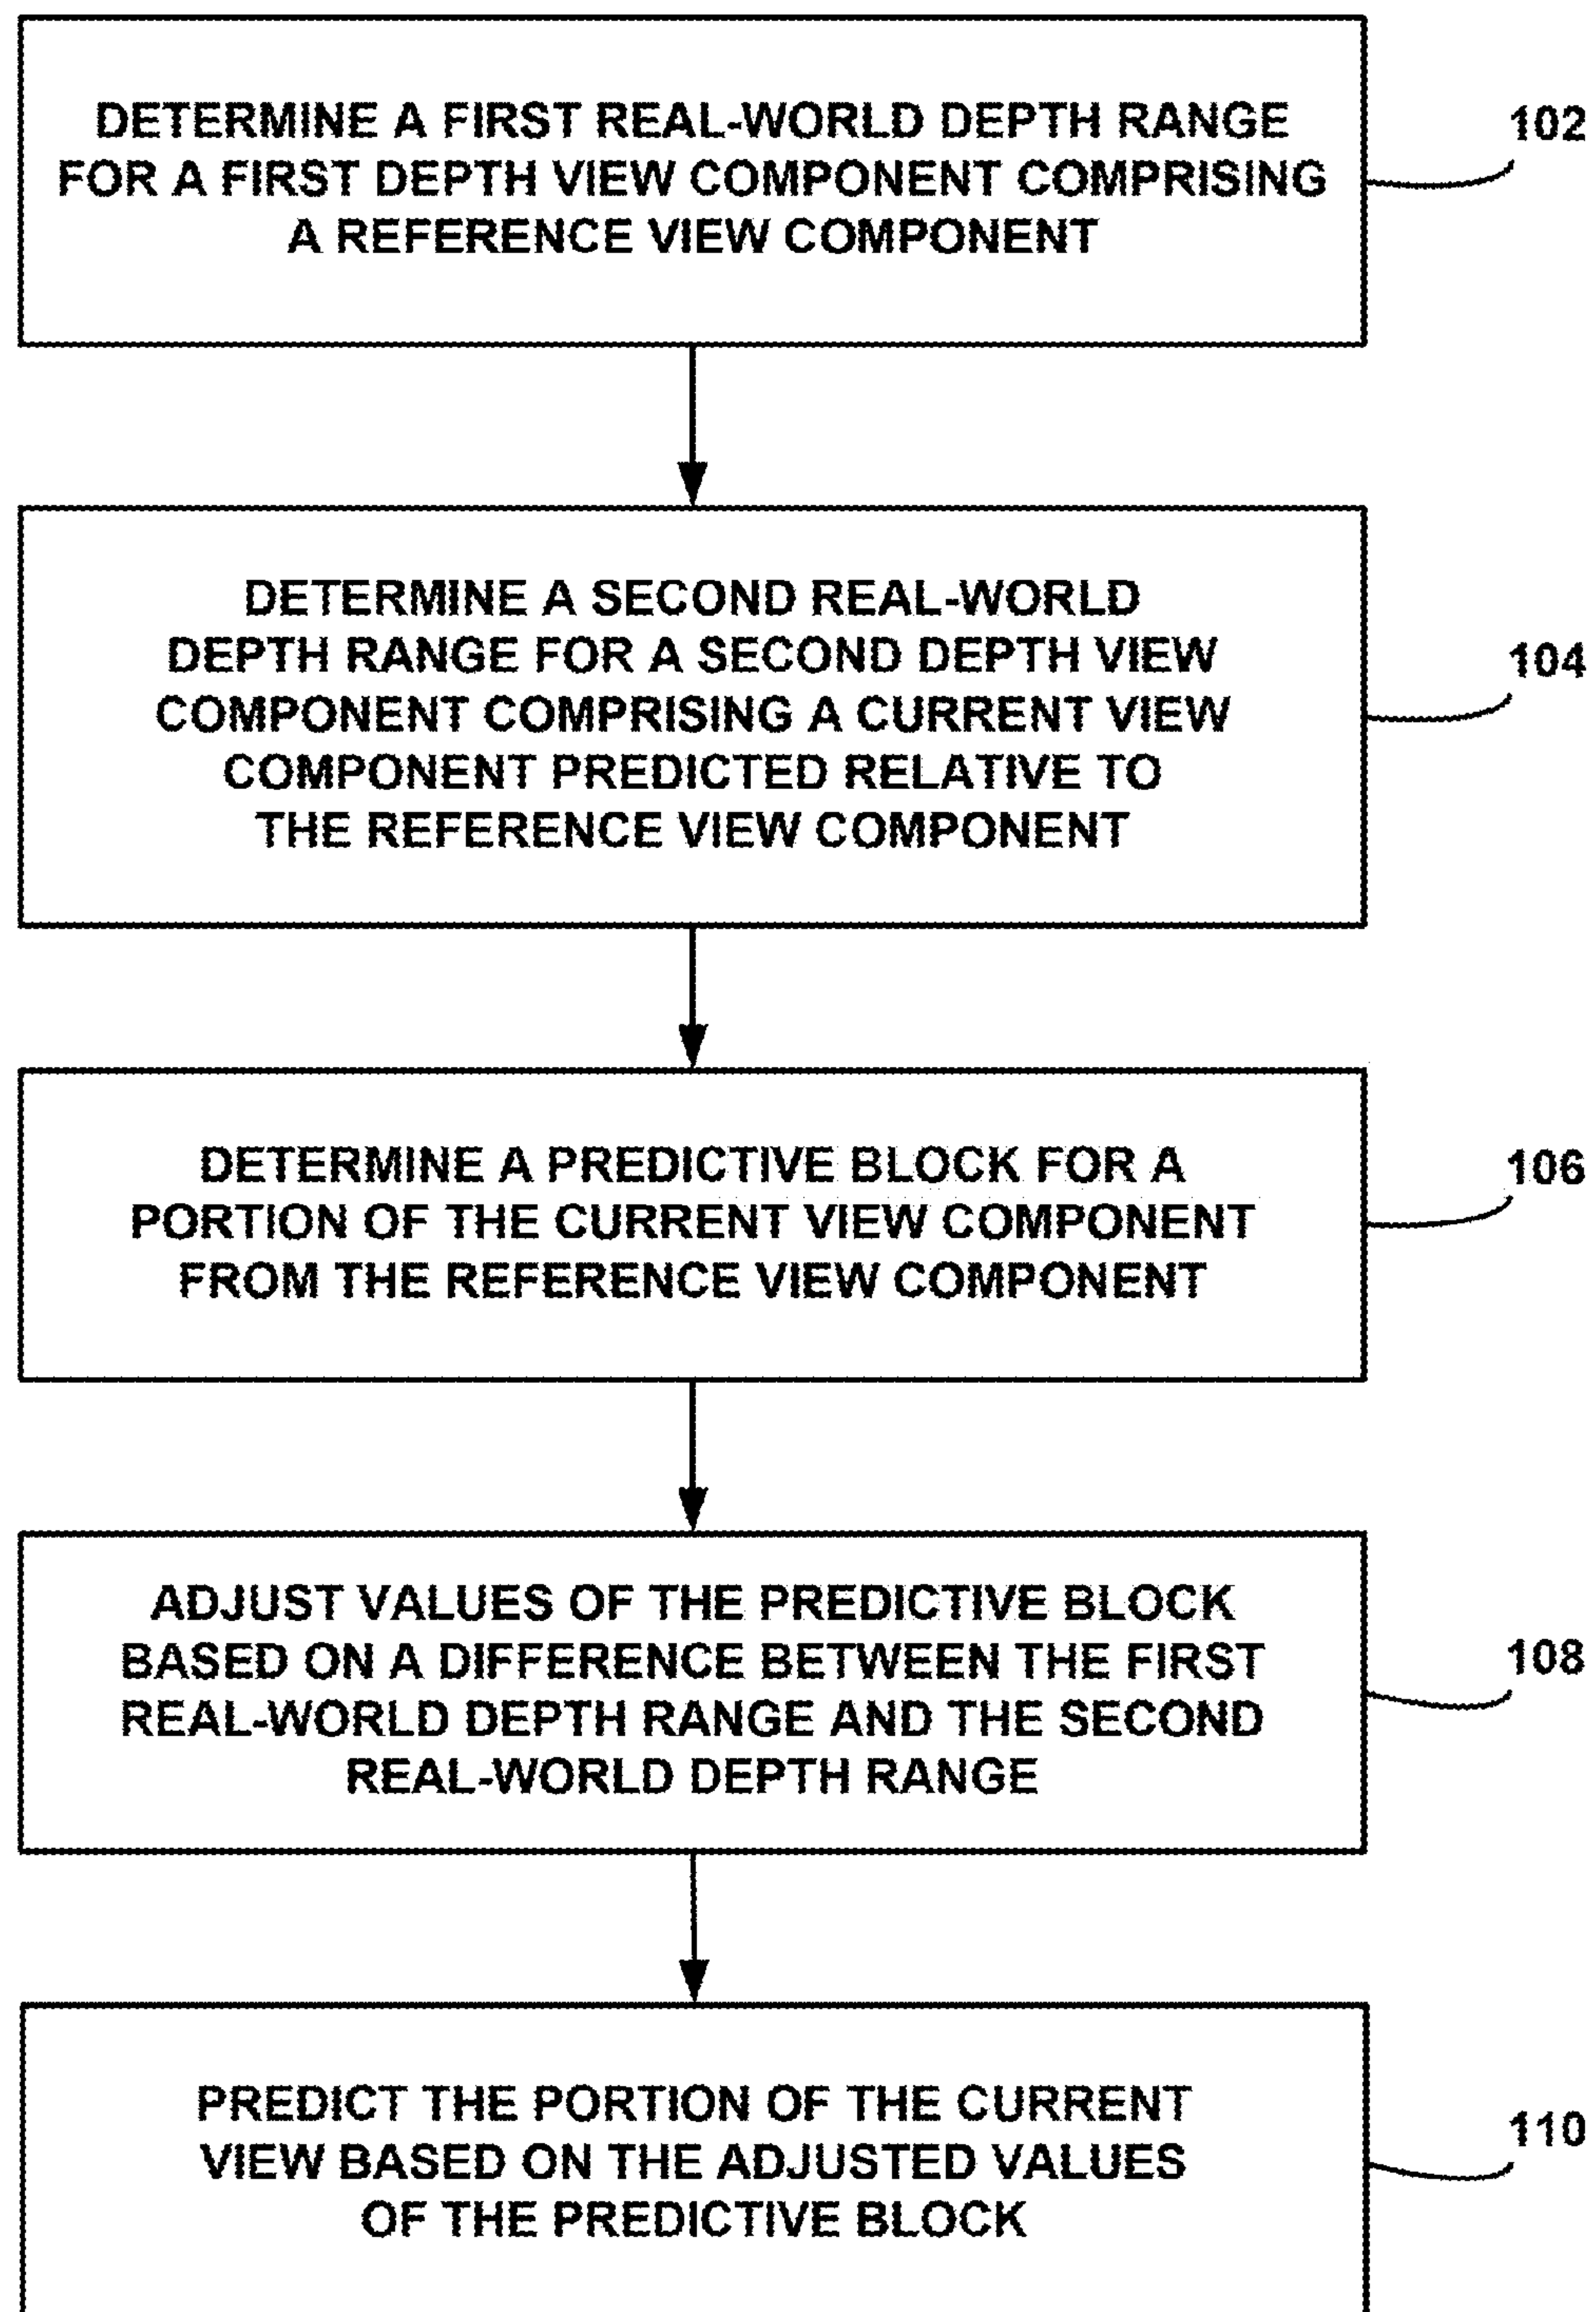 DETERMINE A FIRST REAL-WORLD DEPTH RANGE
FOR A FIRST DEPTH VIEW COMPONENT COMPRISING
A REFERENCE VIEW COMPONENT
102
DETERMINE A SECOND REAL-WORLD
DEPTH RANGE FOR A SECOND DEPTH VIEW
COMPONENT COMPRISING A CURRENT VIEW
COMPONENT PREDICTED RELATIVE TO
THE REFERENCE VIEW COMPONENT
104
DETERMINE A PREDICTIVE BLOCK FOR A
PORTION OF THE CURRENT VIEW COMPONENT
FROM THE REFERENCE VIEW COMPONENT
106
ADJUST VALUES OF THE PREDICTIVE BLOCK
BASED ON A DIFFERENCE BETWEEN THE FIRST
REAL-WORLD DEPTH RANGE AND THE SECOND
REAL-WORLD DEPTH RANGE
108
PREDICT THE PORTION OF THE CURRENT
VIEW BASED ON THE ADJUSTED VALUES
OF THE PREDICTIVE BLOCK
110